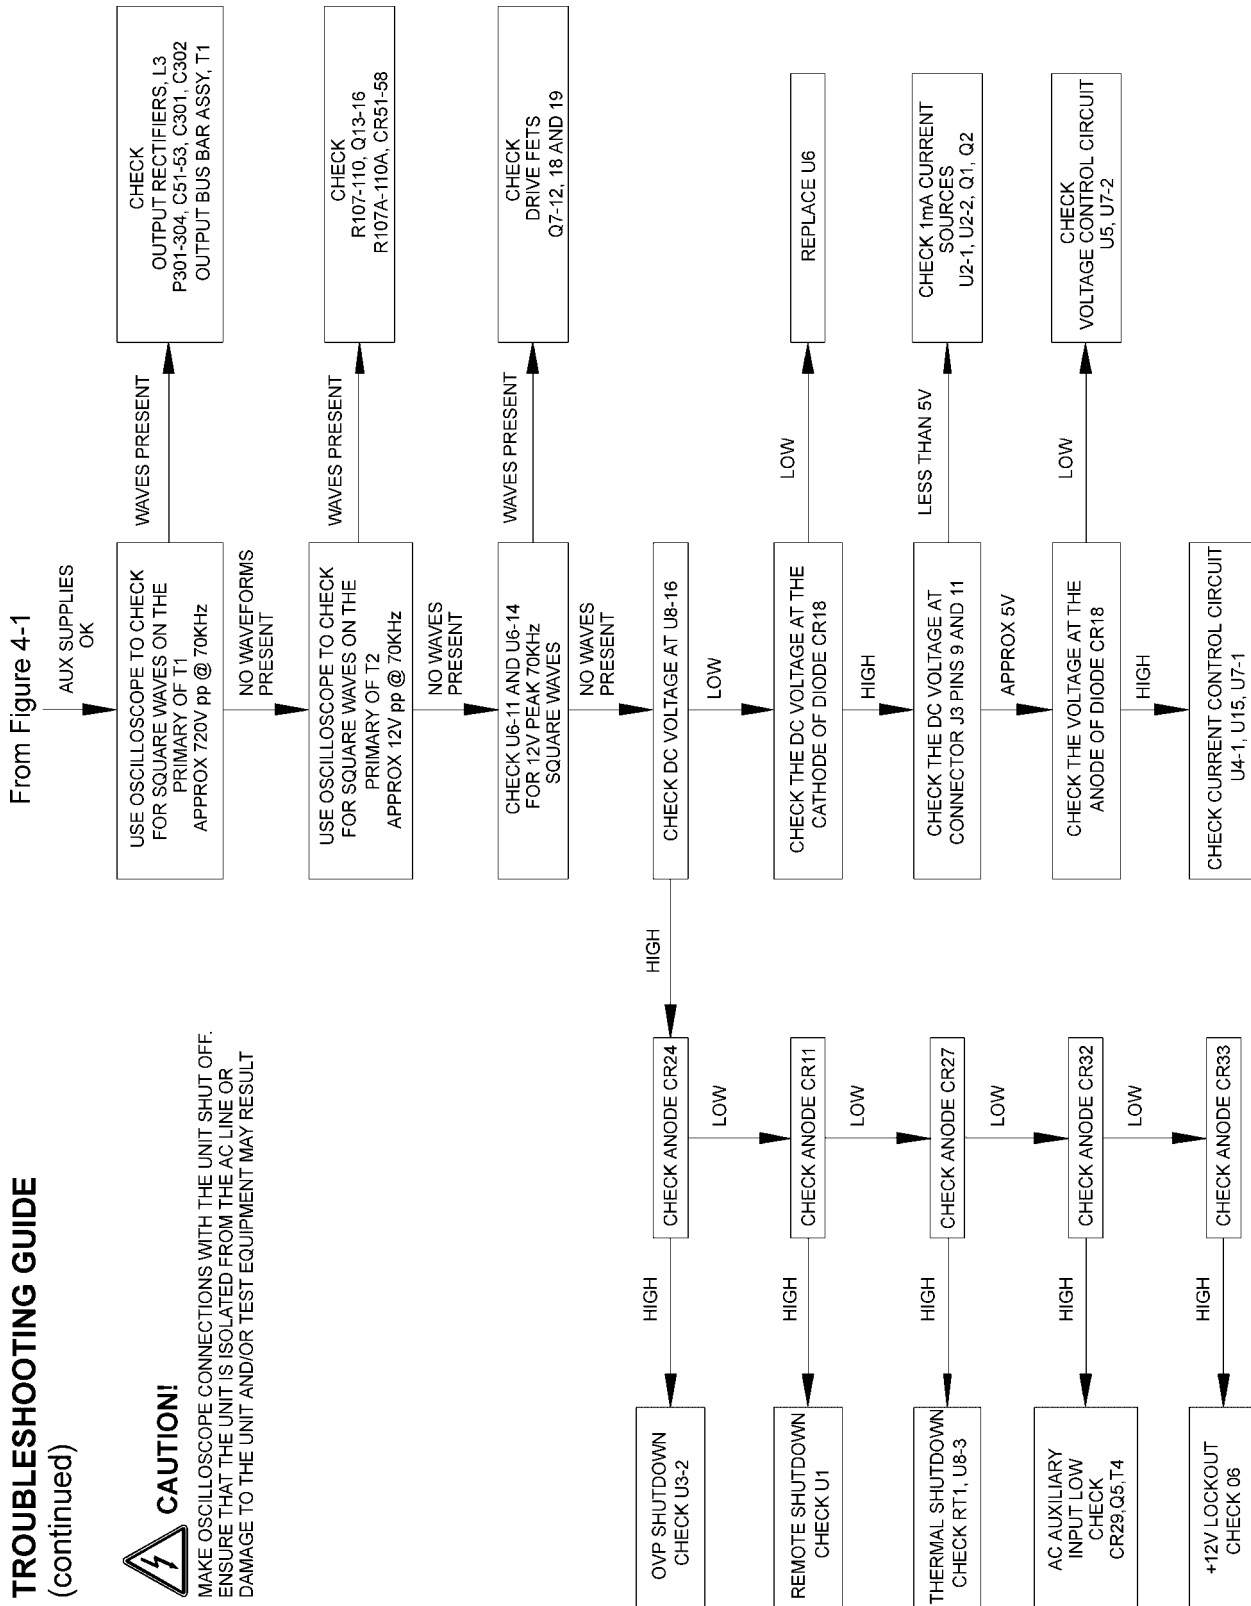 TROUBLESHOOTING GUIDE
(continued)
CAUTION!
MAKE OSCILLOSCOPE CONNECTIONS WITH THE UNIT SHUT OFF.
ENSURE THAT THE UNIT IS ISOLATED FROM THE AC LINE OR
DAMAGE TO THE UNIT AND/OR TEST EQUIPMENT MAY RESULT
From Figure 4-1
AUX SUPPLIES
OK
USE OSCILLOSCOPE TO CHECK
FOR SQUARE WAVES ON THE
PRIMARY OF T1
APPROX 720V pp @ 70KHz
WAVES PRESENT
CHECK
OUTPUT RECTIFIERS, L3
P301-304, C51-53, C301, C302
OUTPUT BUS BAR ASSY, T1
NO WAVEFORMS
PRESENT
USE OSCILLOSCOPE TO CHECK
FOR SQUARE WAVES ON THE
PRIMARY OF T2
APPROX 12V pp @ 70KHz
WAVES PRESENT
CHECK
R107-110, Q13-16
R107A-110A, CR51-58
NO WAVES
PRESENT
CHECK U6-11 AND U6-14
FOR 12V PEAK 70KHz
SQUARE WAVES
WAVES PRESENT
CHECK
DRIVE FETS
Q7-12, 18 AND 19
NO WAVES
PRESENT
CHECK DC VOLTAGE AT U8-16
HIGH
LOW
CHECK ANODE CR24
HIGH
OVP SHUTDOWN
CHECK U3-2
LOW
CHECK ANODE CR11
HIGH
REMOTE SHUTDOWN
CHECK U1
LOW
CHECK ANODE CR27
HIGH
THERMAL SHUTDOWN
CHECK RT1, U8-3
LOW
CHECK ANODE CR32
HIGH
AC AUXILIARY
INPUT LOW
CHECK
CR29,Q5,T4
LOW
CHECK ANODE CR33
HIGH
+12V LOCKOUT
CHECK 06
CHECK THE DC VOLTAGE AT THE
CATHODE OF DIODE CR18
LOW
REPLACE U6
HIGH
CHECK THE DC VOLTAGE AT
CONNECTOR J3 PINS 9 AND 11
LESS THAN 5V
CHECK 1mA CURRENT
SOURCES
U2-1, U2-2, Q1, Q2
APPROX 5V
CHECK THE VOLTAGE AT THE
ANODE OF DIODE CR18
LOW
CHECK
VOLTAGE CONTROL CIRCUIT
U5, U7-2
HIGH
CHECK CURRENT CONTROL CIRCUIT
U4-1, U15, U7-1